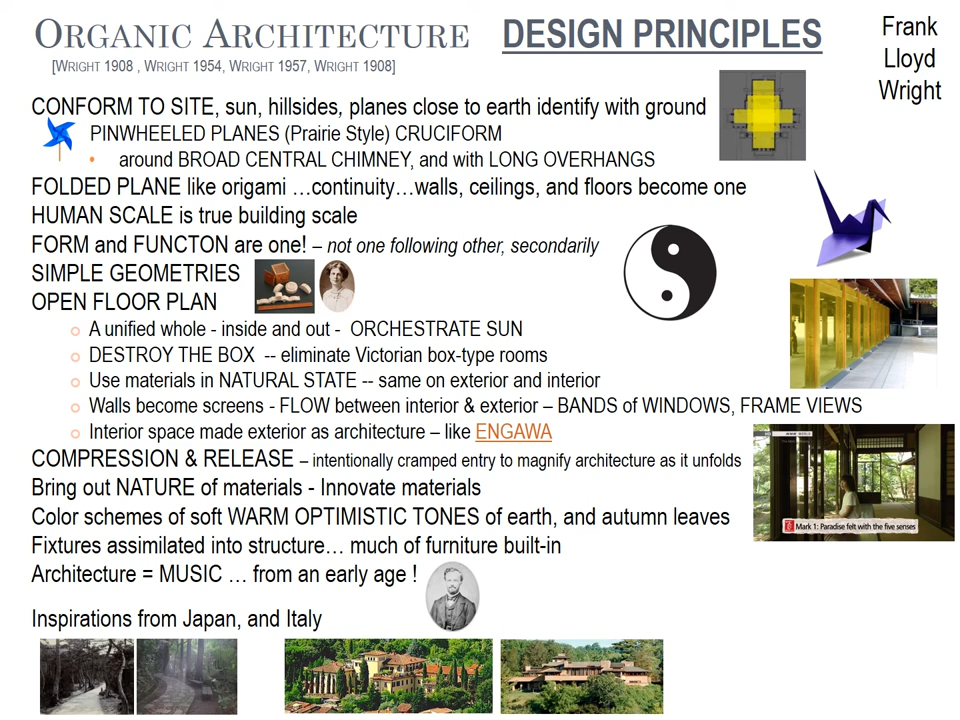 ORGANIC ARCHITECTURE DESIGN PRINCIPLES
Frank
Lloyd
Wright
[WRIGHT 1908 , WRIGHT 1954, WRIGHT 1957, WRIGHT 1908]
CONFORM TO SITE, sun, hillsides, planes close to earth identify with ground
PINWHEELED PLANES (Prairie Style) CRUCIFORM
• around BROAD CENTRAL CHIMNEY, and with LONG OVERHANGS
FOLDED PLANE like origami …continuity…walls, ceilings, and floors become one
HUMAN SCALE is true building scale
FORM and FUNCTON are one! – not one following other, secondarily
SIMPLE GEOMETRIES
OPEN FLOOR PLAN
A unified whole - inside and out - ORCHESTRATE SUN
DESTROY THE BOX -- eliminate Victorian box-type rooms
Use materials in NATURAL STATE -- same on exterior and interior
Walls become screens - FLOW between interior & exterior – BANDS of WINDOWS, FRAME VIEWS
Interior space made exterior as architecture – like ENGAWA
COMPRESSION & RELEASE – intentionally cramped entry to magnify architecture as it unfolds
Mark 1: Paradise felt with the five senses
Bring out NATURE of materials - Innovate materials
Color schemes of soft WARM OPTIMISTIC TONES of earth, and autumn leaves
Fixtures assimilated into structure… much of furniture built-in
Architecture = MUSIC … from an early age !
Inspirations from Japan, and Italy